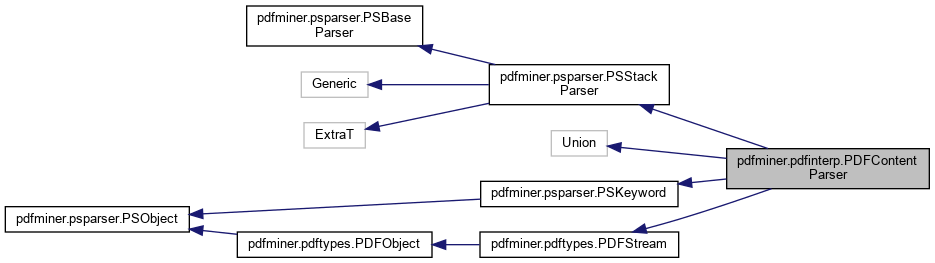 pdfminer.psparser.PSBase
Parser
Generic
pdfminer.psparser.PSStack
Parser
ExtraT
Union
pdfminer.pdfinterp.PDFContent
Parser
pdfminer.psparser.PSKeyword
pdfminer.psparser.PSObject
pdfminer.pdftypes.PDFObject
pdfminer.pdftypes.PDFStream